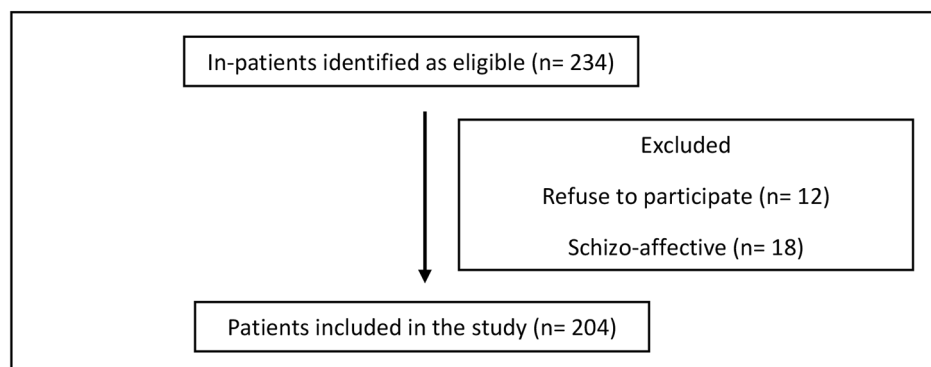 In-patients identified as eligible (n= 234)
Excluded
Refuse to participate (n= 12)
Schizo-affective (n= 18)
Patients included in the study (n= 204)